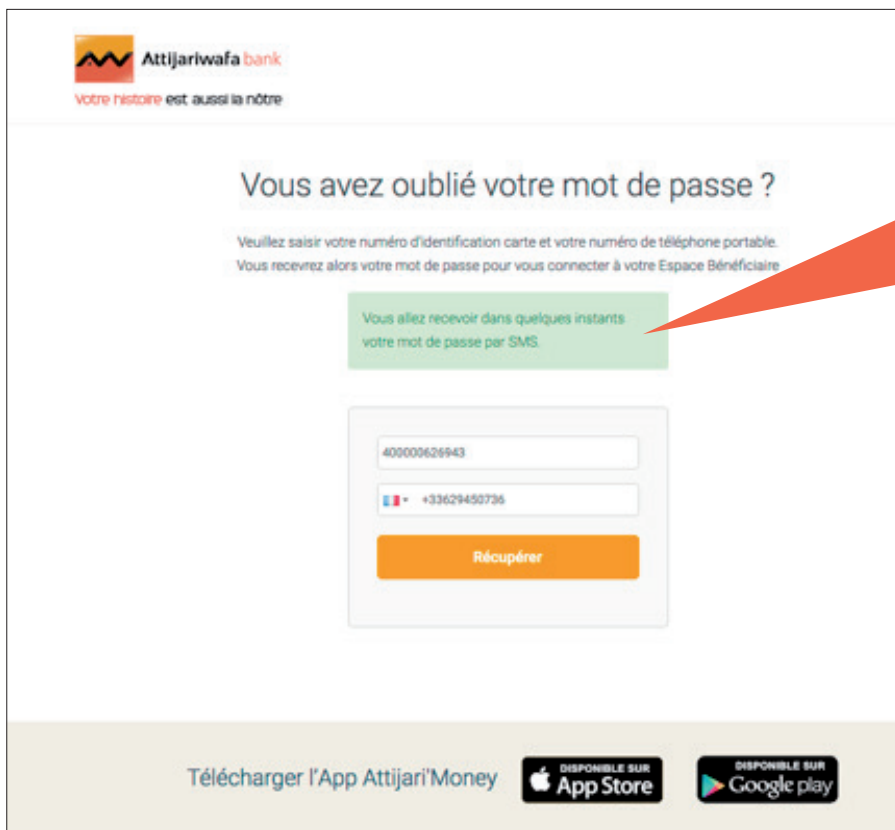 Attijariwafa bank
Votre histoire est aussi la nôtre
Vous avez oublié votre mot de passe ?
Veuillez saisir votre numéro d'identification carte et votre numéro de téléphone portable.
Vous recevrez alors votre mot de passe pour vous connecter à votre Espace Bénéficiaire
Vous allez recevoir dans quelques instants
votre mot de passe par SMS.
400000626943
+33629450736
Récupérer
Télécharger l'App Attijari'Money
DISPONIBLE SUR
App Store
DISPONIBLE SUR
Google play